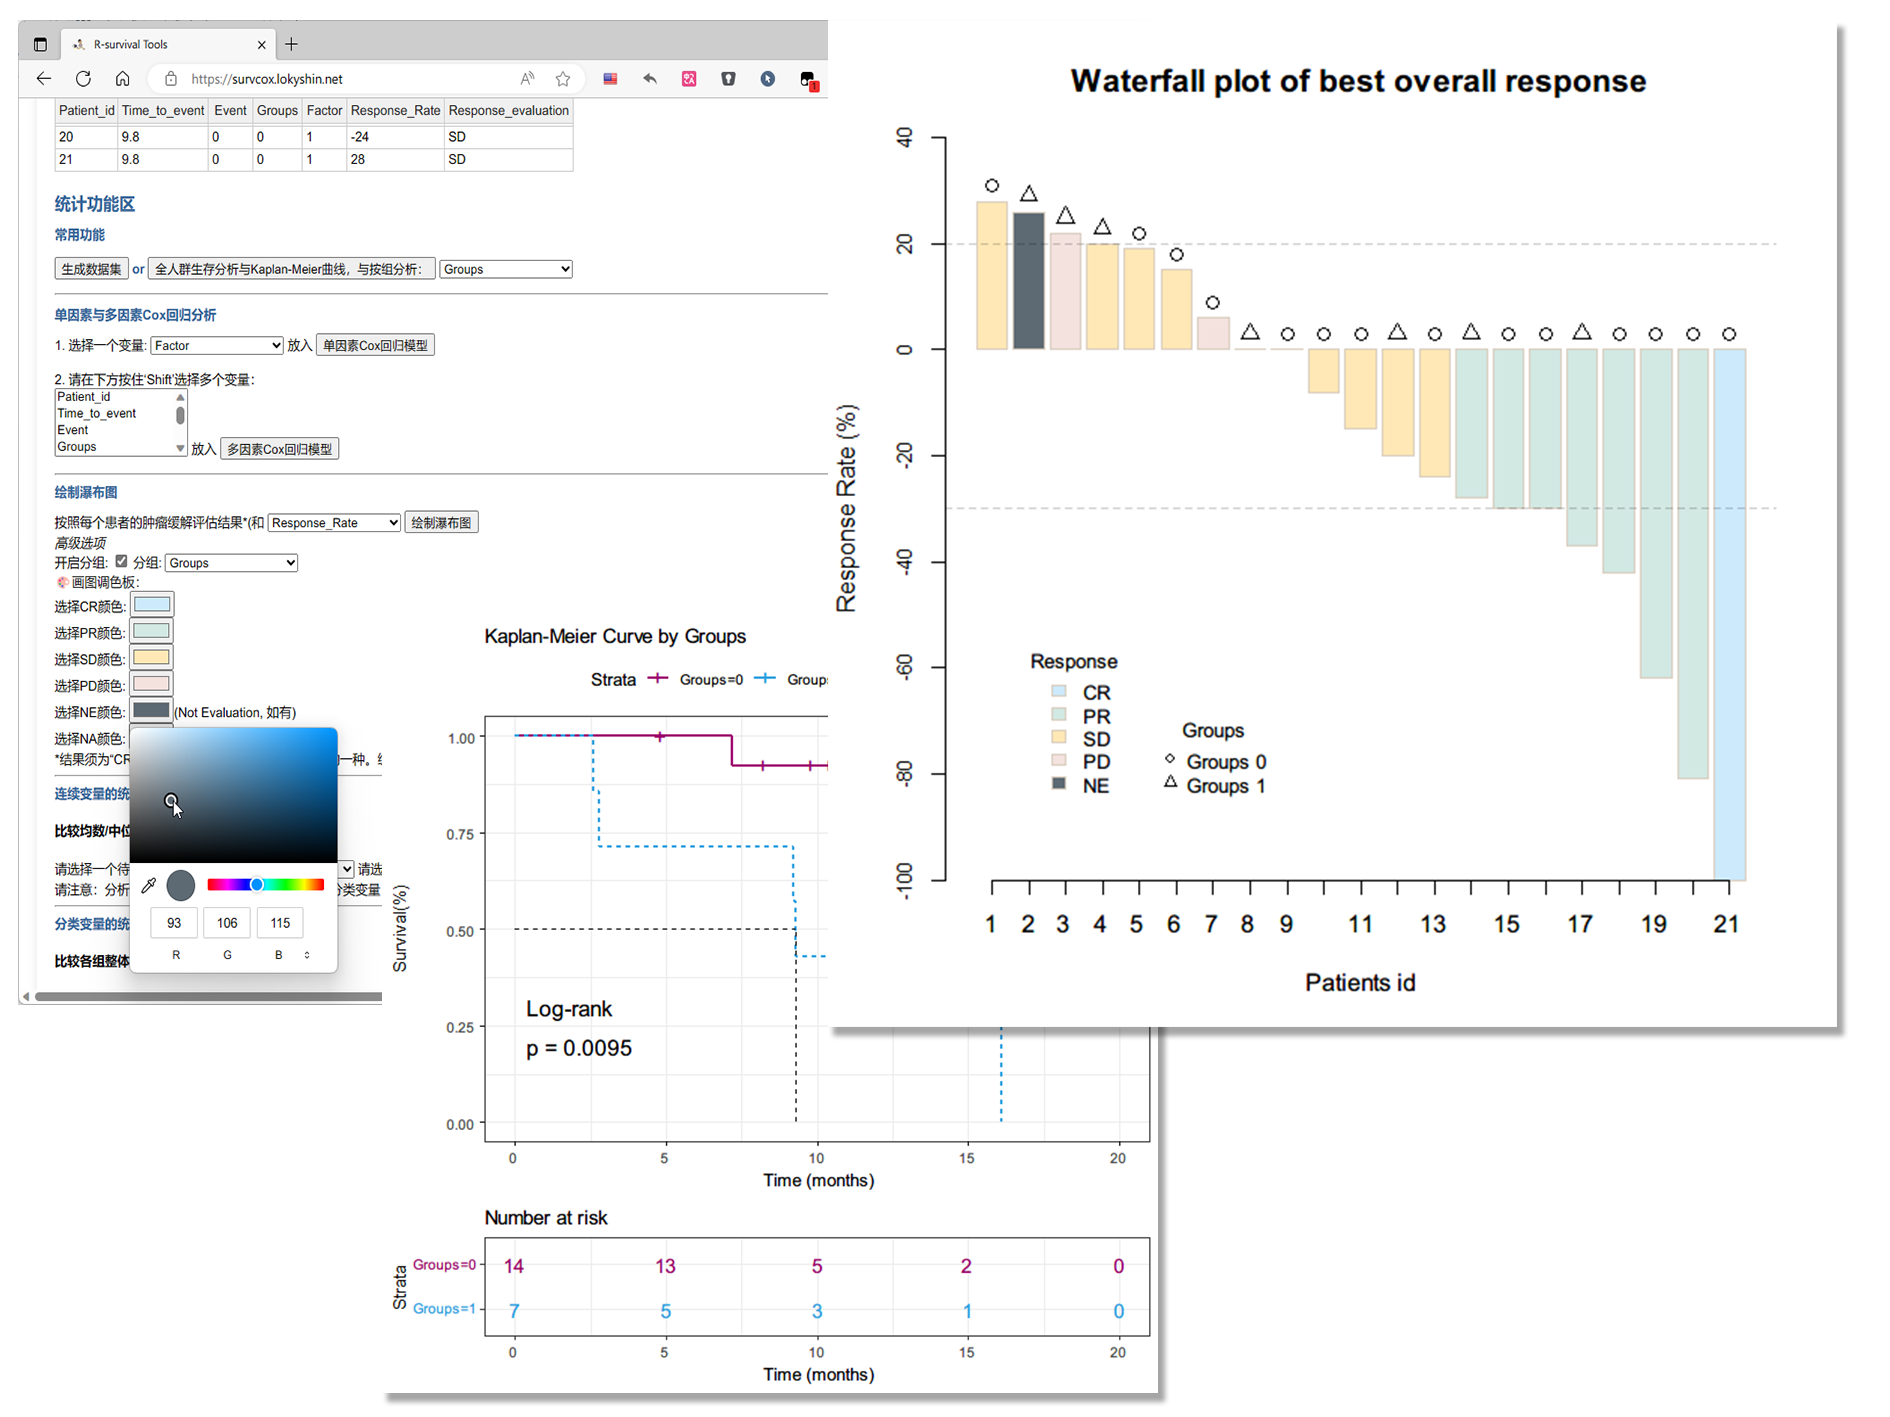 R-survival Tools
https://survcox.lokyshin.net
1
Patient_id Time_to_event Event Groups Factor Response_Rate Response_evaluation
20 9.8 0 0 1 -24 SD
21 9.8 0 0 1 28 SD
统计功能区
常用功能
生成数据集 or 全人群生存分析与Kaplan-Meier曲线，与按组分析： Groups
单因素与多因素Cox回归分析
1. 选择一个变量: Factor 放入 单因素Cox回归模型
2. 请在下方按住'Shift'选择多个变量：
Patient_id
Time_to_event
Event
Groups
放入 多因素Cox回归模型
绘制瀑布图
按照每个患者的肿瘤缓解评估结果*(和 Response_Rate 绘制瀑布图
高级选项
开启分组: 分组: Groups
画图调色板：
选择CR颜色:
选择PR颜色:
选择SD颜色:
选择PD颜色:
选择NE颜色: (Not Evaluation, 如有)
选择NA颜色:
*结果须为"CR 一种。
连续变量的统
比较均数/中位
请选择一个待 请选
请注意：分析 分类变量
分类变量的统
比较各组整体
93 106 115
R G B
Kaplan-Meier Curve by Groups
Strata Groups=0 Group
Survival(%)
1.00
0.75
0.50
0.25
0.00
Log-rank
p = 0.0095
0 5 10 15 20
Time (months)
Number at risk
Strata
Groups=0 14 13 5 2 0
Groups=1 7 5 3 1 0
0 5 10 15 20
Time (months)
Waterfall plot of best overall response
Response Rate (%)
40
20
0
-20
-40
-60
-80
-100
Response
CR
PR
SD
PD
NE
Groups
Groups 0
Groups 1
1 2 3 4 5 6 7 8 9 11 13 15 17 19 21
Patients id